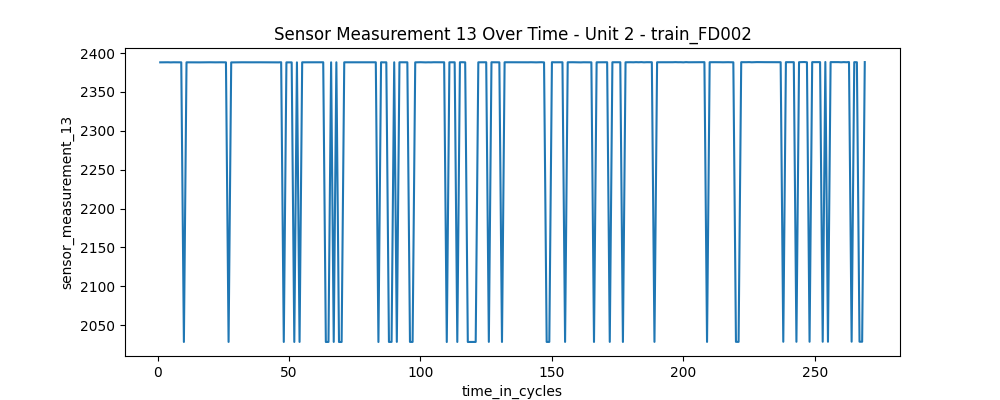 Sensor Measurement 13 Over Time - Unit 2 - train_FD002
2400
2350
2300
2250
2200
2150
2100
2050
sensor_measurement_13
0 50 100 150 200 250
time_in_cycles